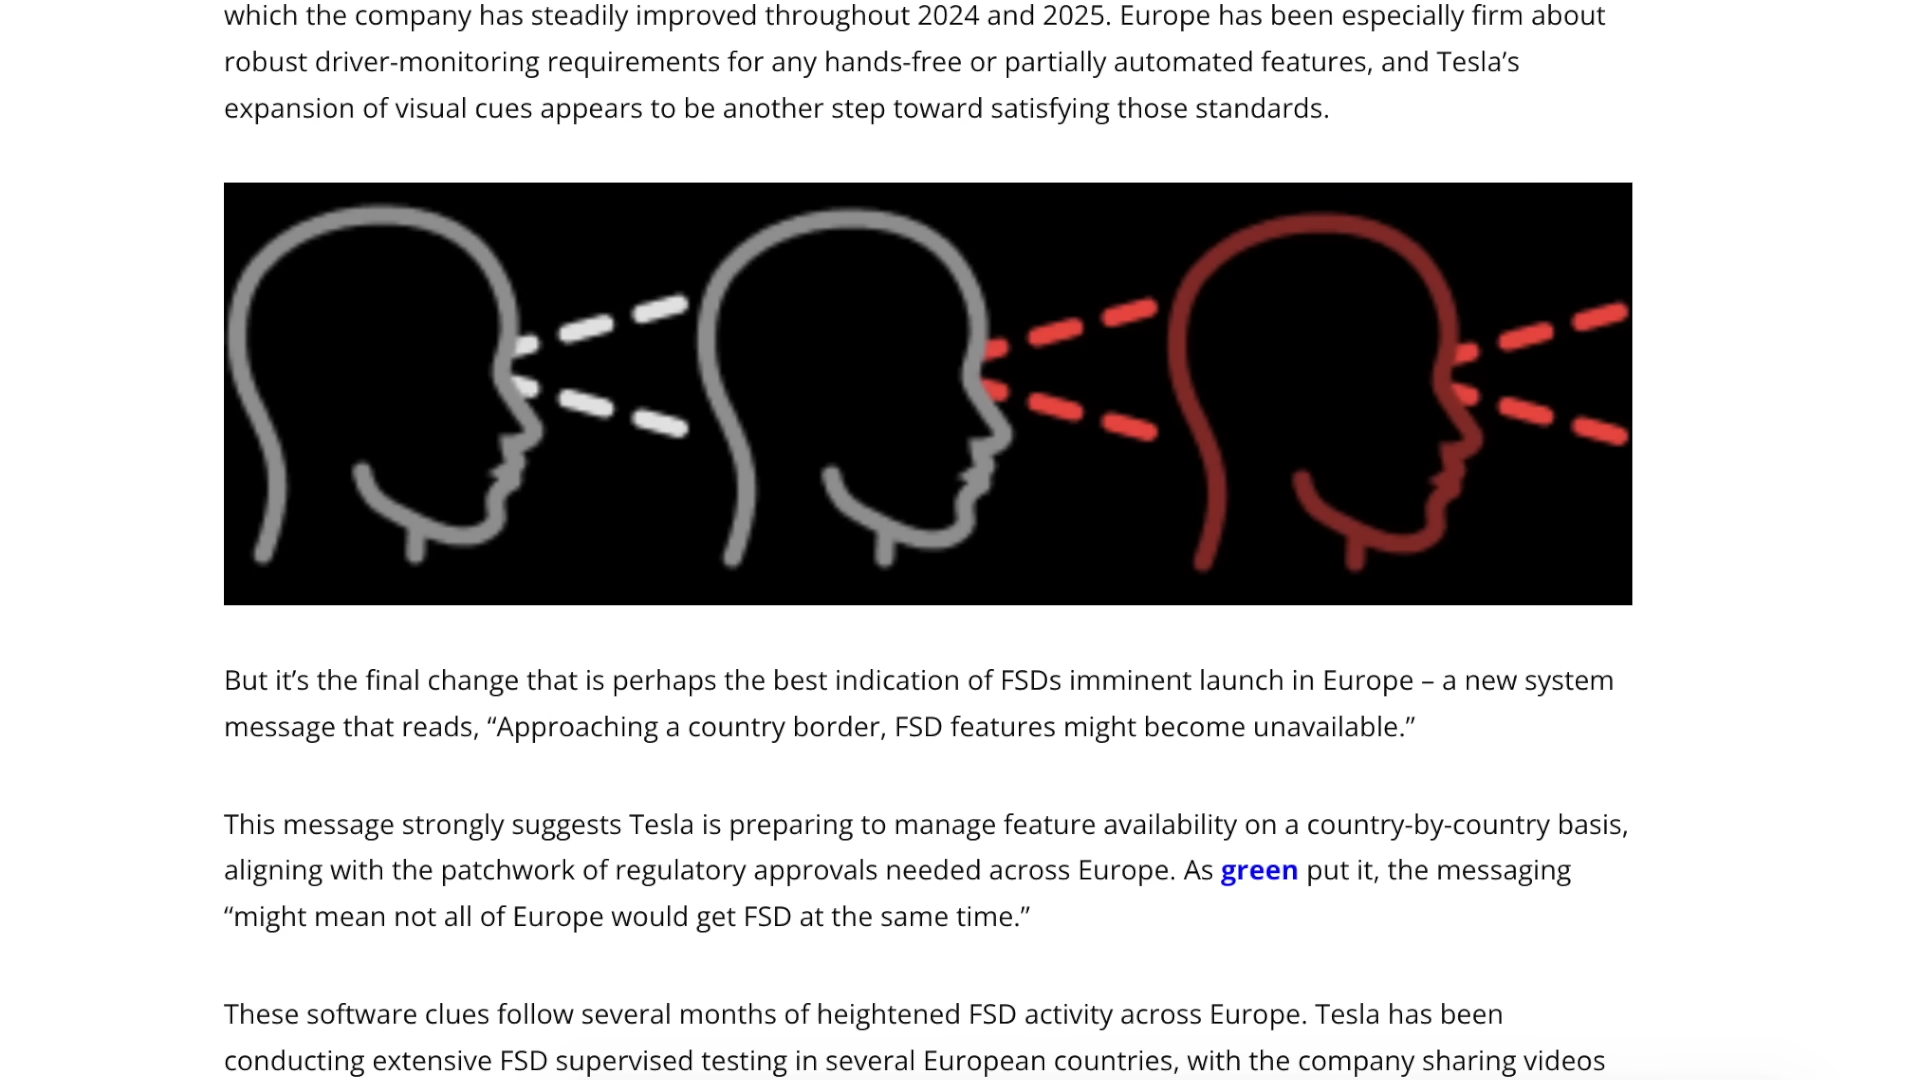 which the company has steadily improved throughout 2024 and 2025. Europe has been especially firm about
robust driver-monitoring requirements for any hands-free or partially automated features, and Tesla’s
expansion of visual cues appears to be another step toward satisfying those standards.
But it’s the final change that is perhaps the best indication of FSDs imminent launch in Europe – a new system
message that reads, “Approaching a country border, FSD features might become unavailable.”
This message strongly suggests Tesla is preparing to manage feature availability on a country-by-country basis,
aligning with the patchwork of regulatory approvals needed across Europe. As green put it, the messaging
“might mean not all of Europe would get FSD at the same time.”
These software clues follow several months of heightened FSD activity across Europe. Tesla has been
conducting extensive FSD supervised testing in several European countries, with the company sharing videos